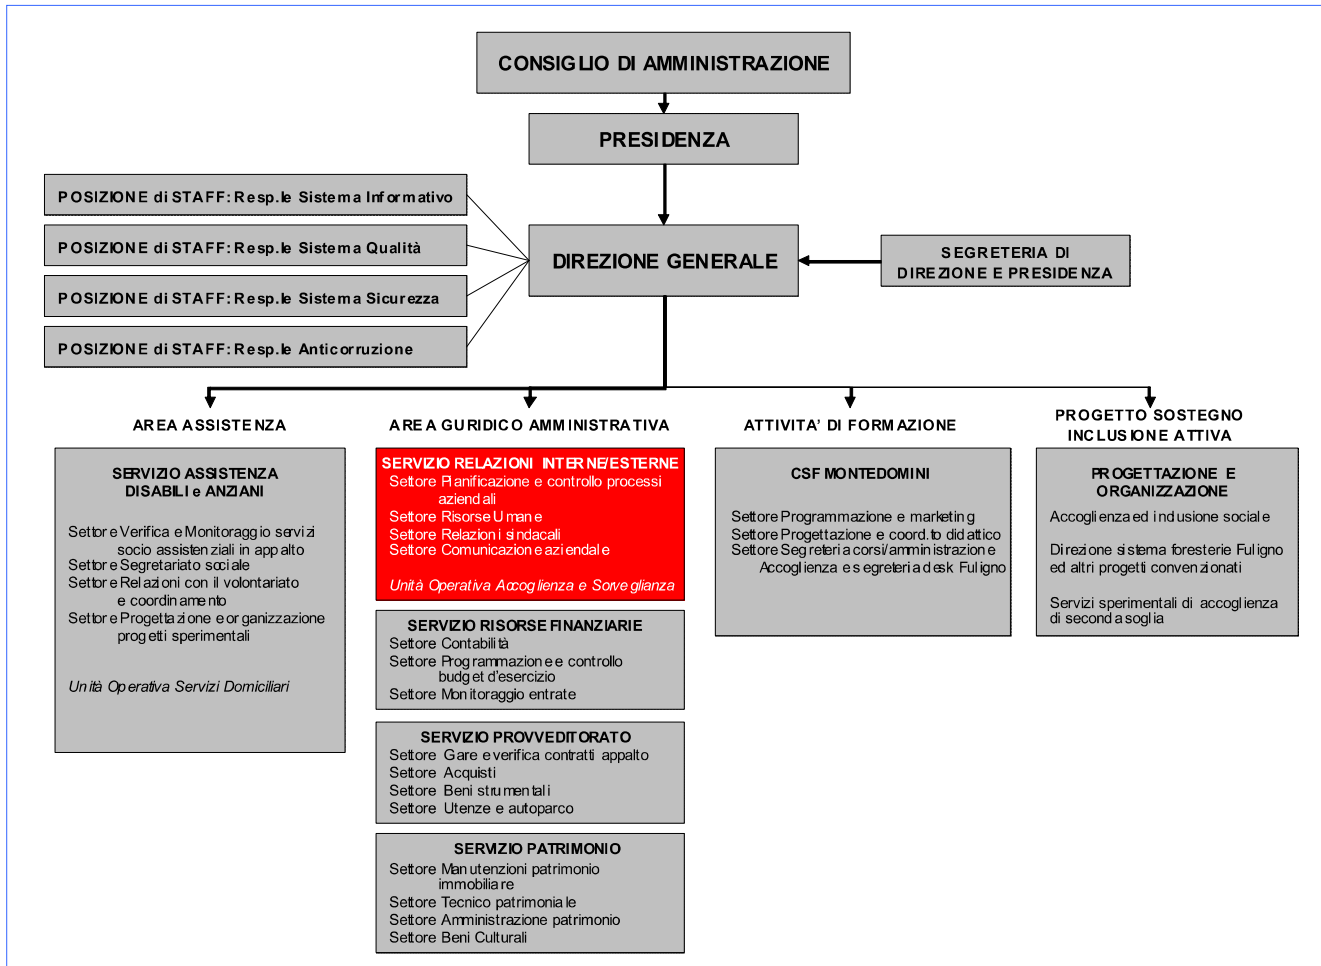 CONSIGLIO DI AMMINISTRAZIONE
PRESIDENZA
POSIZIONE di STAFF: Resp.le Sistema Informativo
POSIZIONE di STAFF: Resp.le Sistema Qualità
POSIZIONE di STAFF: Resp.le Sistema Sicurezza
POSIZIONE di STAFF: Resp.le Anticorruzione
DIREZIONE GENERALE
SEGRETERIA DI
DIREZIONE E PRESIDENZA
AREA ASSISTENZA
SERVIZIO ASSISTENZA
DISABILI e ANZIANI
Settore Verifica e Monitoraggio servizi
socio assistenziali in appalto
Settore Segretariato sociale
Settore Relazioni con il volontariato
e coordinamento
Settore Progettazione e organizzazione
progetti sperimentali
Unità Operativa Servizi Domiciliari
AREA GURIDICO AMMINISTRATIVA
SERVIZIO RELAZIONI INTERNE/ESTERNE
Settore Planificazione e controllo processi
aziendali
Settore Risorse Umane
Settore Relazioni sindacali
Settore Comunicazione aziendale
Unità Operativa Accoglienza e Sorveglianza
SERVIZIO RISORSE FINANZIARIE
Settore Contabilità
Settore Programmazione e controllo
budget d'esercizio
Settore Monitoraggio entrate
SERVIZIO PROVVEDITORATO
Settore Gare e verifica contratti appalto
Settore Acquisti
Settore Beni strumentali
Settore Utenze e autoparco
SERVIZIO PATRIMONIO
Settore Manutenzioni patrimonio
immobiliare
Settore Tecnico patrimoniale
Settore Amministrazione patrimonio
Settore Beni Culturali
ATTIVITA' DI FORMAZIONE
CSF MONTEDOMINI
Settore Programmazione e marketing
Settore Progettazione e coord.to didattico
Settore Segreteria corsi/amministrazione
Accoglienza e segreteria desk Fuligno
PROGETTO SOSTEGNO
INCLUSIONE ATTIVA
PROGETTAZIONE E
ORGANIZZAZIONE
Accoglienza ed inclusione sociale
Direzione sistema foresterie Fuligno
ed altri progetti convenzionati
Servizi sperimentali di accoglienza
di seconda soglia